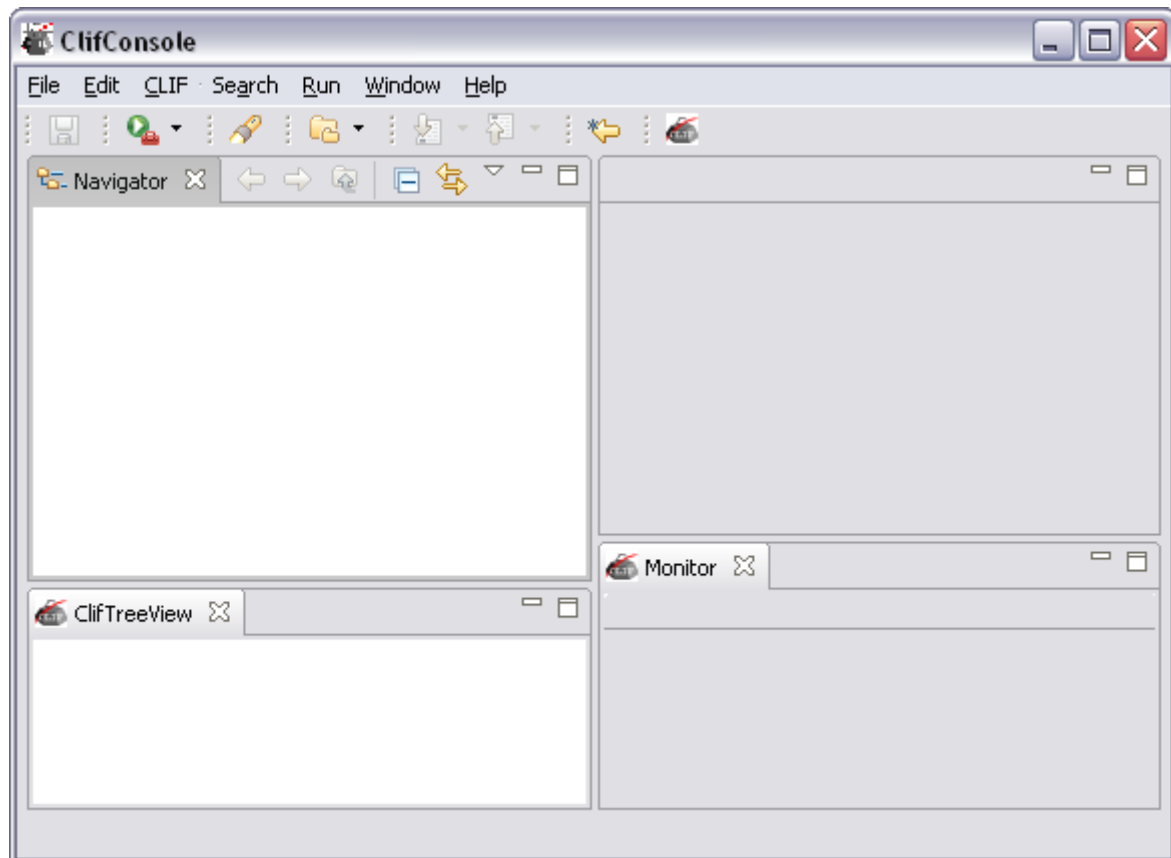 ClifConsole
File Edit CLIF Search Run Window Help
Navigator
Monitor
ClifTreeView